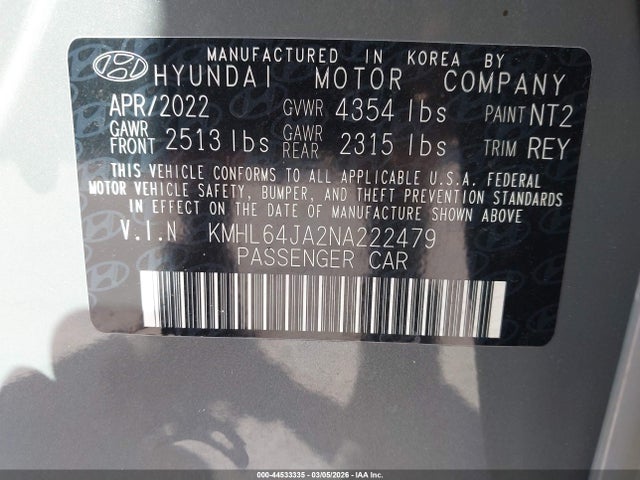 MANUFACTURED IN KOREA BY
HYUNDAI MOTOR COMPANY
APR/2022 GVWR 4354 lbs PAINT NT2
GAWR FRONT 2513 lbs GAWR REAR 2315 lbs TRIM REY
THIS VEHICLE CONFORMS TO ALL APPLICABLE U.S.A. FEDERAL
MOTOR VEHICLE SAFETY, BUMPER, AND THEFT PREVENTION STANDARDS
IN EFFECT ON THE DATE OF MANUFACTURE SHOWN ABOVE
V.I.N KMHL64JA2NA222479
PASSENGER CAR
000-44533335 - 03/05/2026 - IAA Inc.